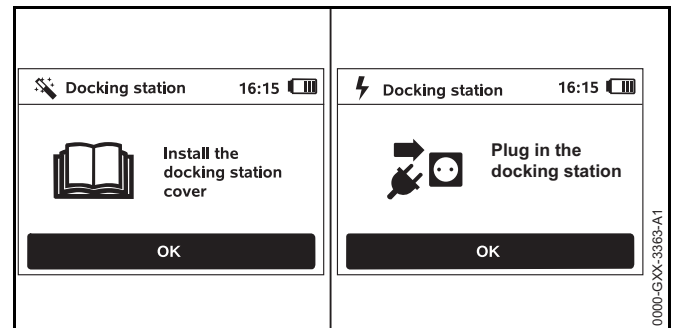 Docking station 16:15
Install the
docking station
cover
OK
Docking station 16:15
Plug in the
docking station
OK
0000-GXX-3363-A1